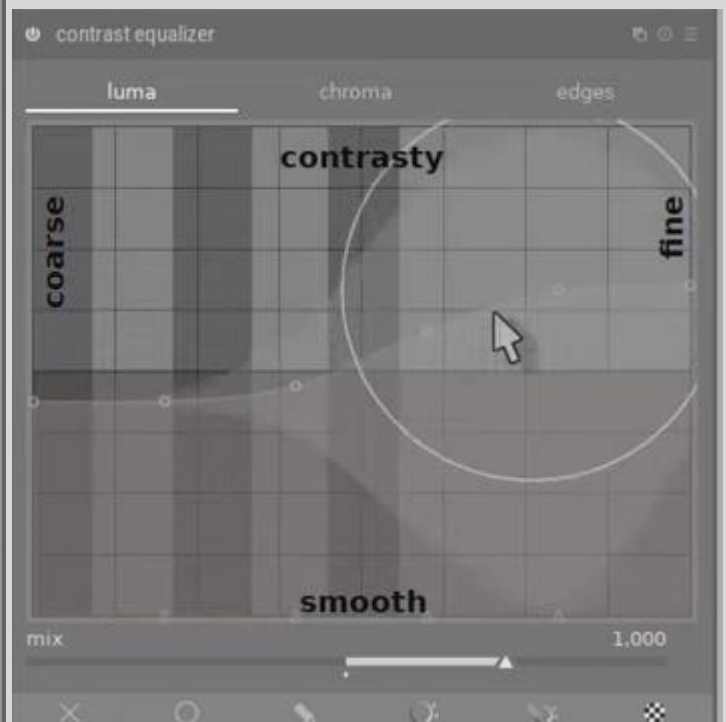 contrast equalizer
luma chroma edges
contrasty
coarse
fine
smooth
mix 1,000